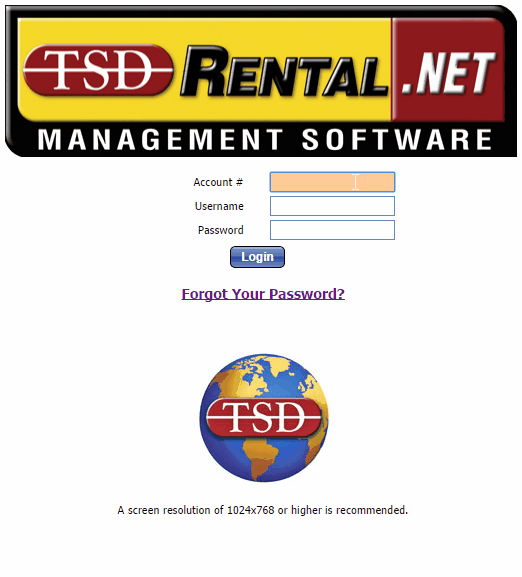 TSD RENTAL .NET
MANAGEMENT SOFTWARE
Account #
Username
Password
Login
Forgot Your Password?
TSD
A screen resolution of 1024x768 or higher is recommended.